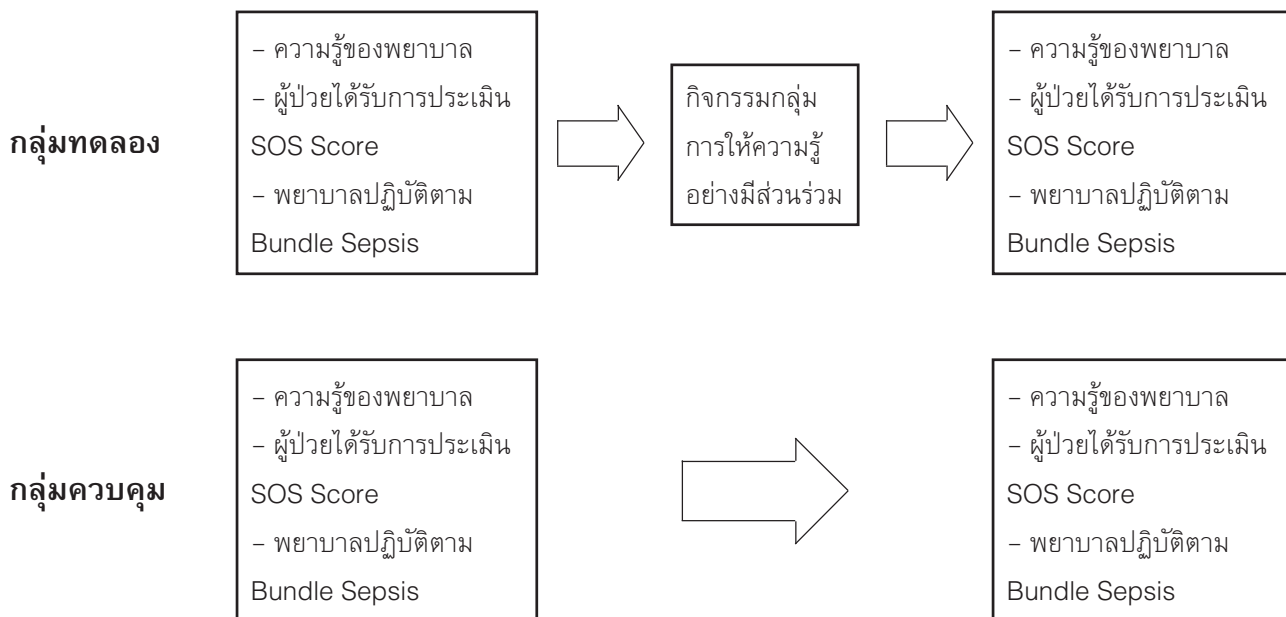 กลุ่มทดลอง
– ความรู้ของพยาบาล
– ผู้ป่วยได้รับการประเมิน
SOS Score
– พยาบาลปฏิบัติตาม
Bundle Sepsis
กิจกรรมกลุ่ม
การให้ความรู้
อย่างมีส่วนร่วม
– ความรู้ของพยาบาล
– ผู้ป่วยได้รับการประเมิน
SOS Score
– พยาบาลปฏิบัติตาม
Bundle Sepsis
กลุ่มควบคุม
– ความรู้ของพยาบาล
– ผู้ป่วยได้รับการประเมิน
SOS Score
– พยาบาลปฏิบัติตาม
Bundle Sepsis
– ความรู้ของพยาบาล
– ผู้ป่วยได้รับการประเมิน
SOS Score
– พยาบาลปฏิบัติตาม
Bundle Sepsis